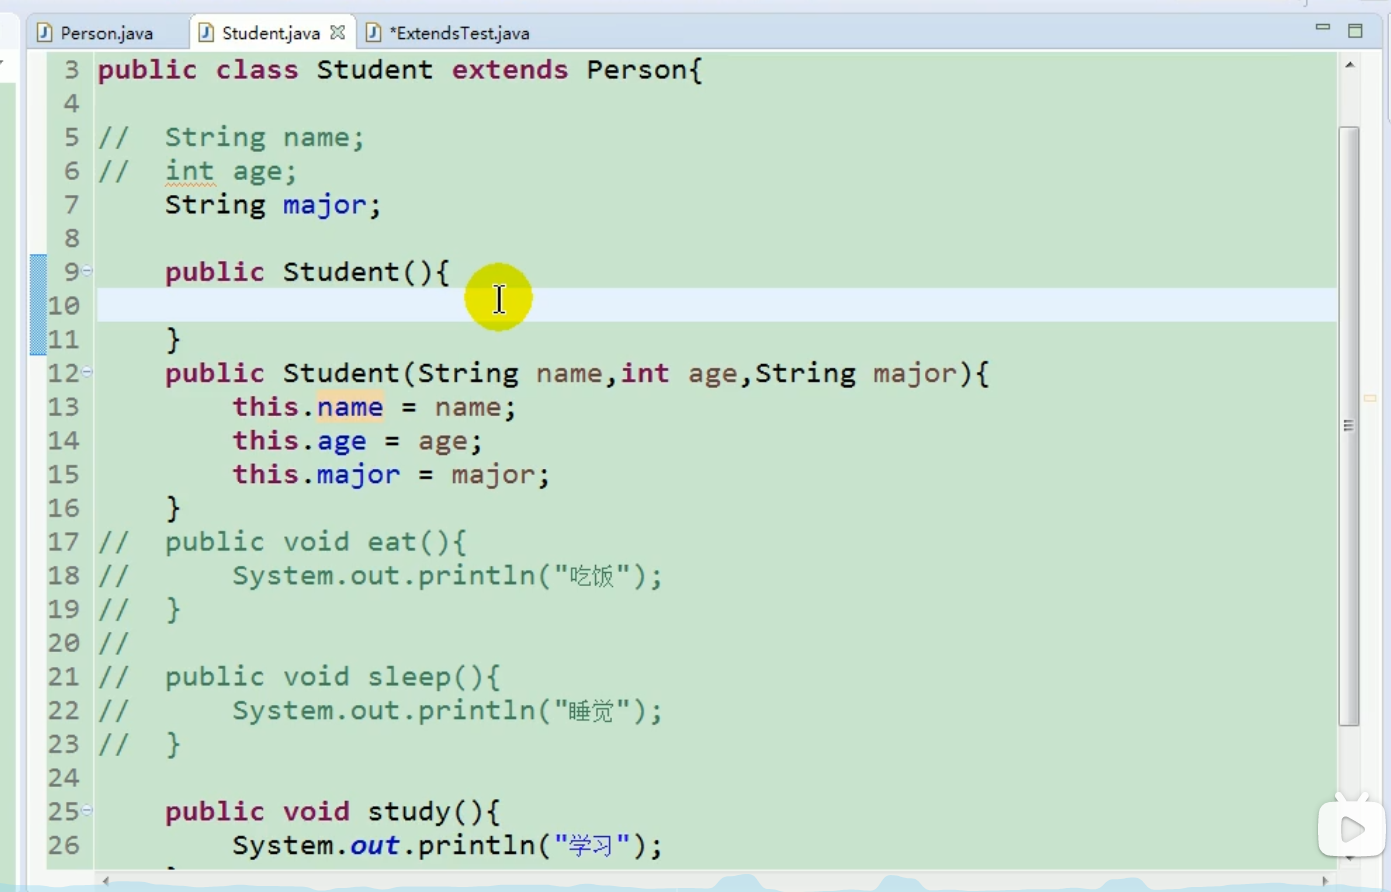 Person.java Student.java *ExtendsTest.java
3 public class Student extends Person{
4
5 // String name;
6 // int age;
7 String major;
8
9 public Student(){
10
11 }
12 public Student(String name,int age,String major){
13 this.name = name;
14 this.age = age;
15 this.major = major;
16 }
17 // public void eat(){
18 // System.out.println("吃饭");
19 // }
20 //
21 // public void sleep(){
22 // System.out.println("睡觉");
23 // }
24
25 public void study(){
26 System.out.println("学习");